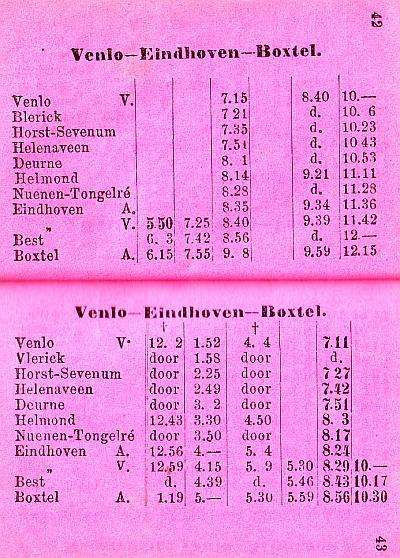 42
Venlo—Eindhoven—Boxtel.
Venlo V. 7.15 8.40 10.—
Blerick 7 21 d. 10. 6
Horst-Sevenum 7.35 d. 10.23
Helenaveen 7.51 d. 10 43
Deurne 8. 1 d. 10.53
Helmond 8.14 9.21 11.11
Nuenen-Tongelré 8.28 d. 11.28
Eindhoven A. 8.35 9.34 11.36
„ V. 5.50 7.25 8.40 9.39 11.42
Best 6. 3 7.42 8.56 d. 12.—
Boxtel A. 6.15 7.55 9. 8 9.59 12.15
Venlo—Eindhoven—Boxtel.
† †
Venlo V. 12. 2 1.52 4. 4 7.11
Vlerick door 1.58 door d.
Horst-Sevenum door 2.25 door 7 27
Helenaveen door 2.49 door 7.42
Deurne door 3. 2 door 7.51
Helmond 12.43 3.30 4.50 8. 3
Nuenen-Tongelré door 3.50 door 8.17
Eindhoven A. 12.56 4.— 5. 4 8.24
„ V. 12.59 4.15 5. 9 5.30 8.29 10.—
Best d. 4.39 d. 5.46 8.43 10.17
Boxtel A. 1.19 5.— 5.30 5.59 8.56 10.30
43